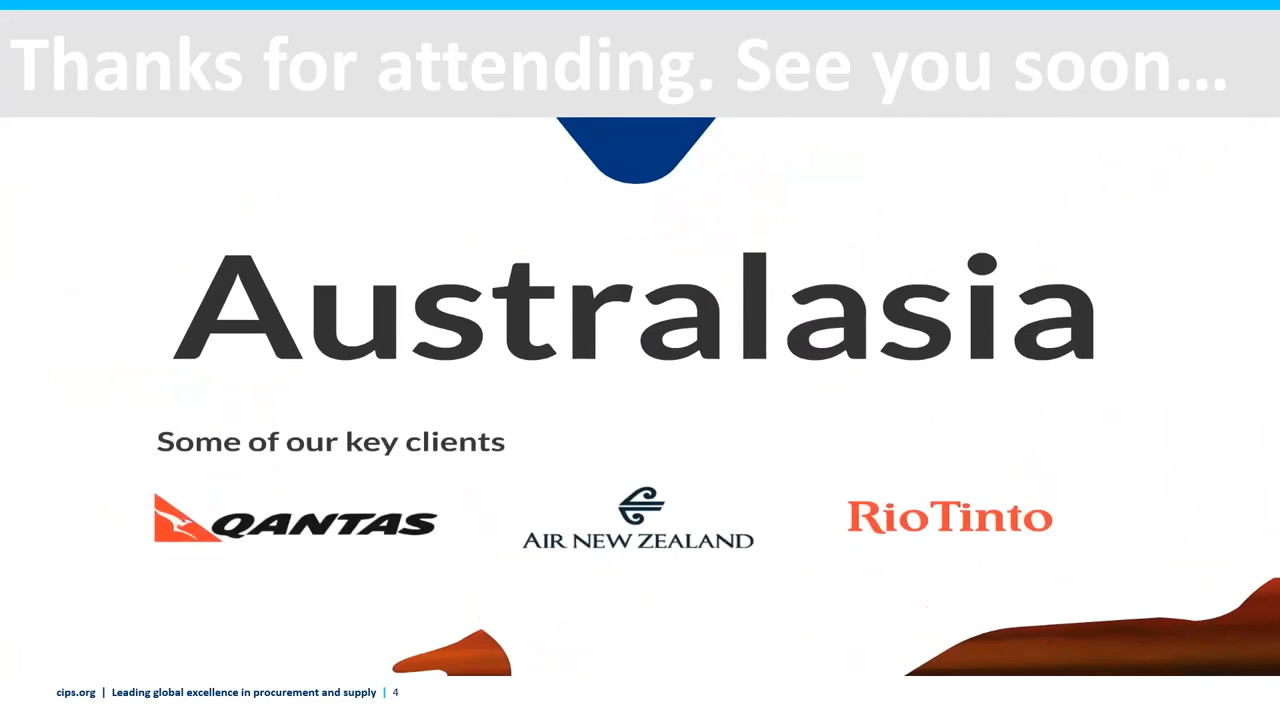 Thanks for attending. See you soon...
Australasia
Some of our key clients
QANTAS
AIR NEW ZEALAND
RioTinto
cips.org | Leading global excellence in procurement and supply | 4